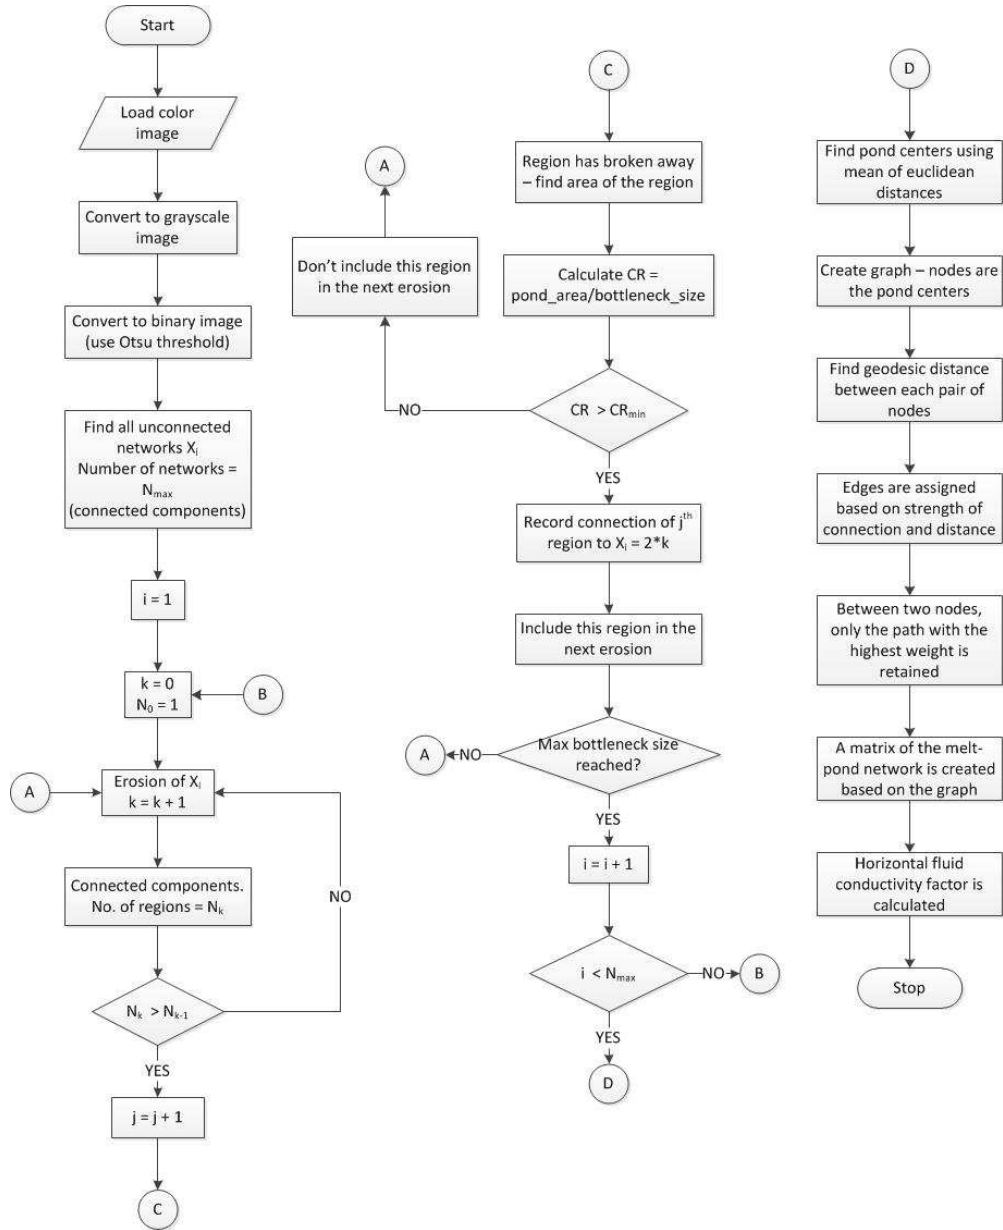 Start
Load color
image
Convert to grayscale
image
Convert to binary image
(use Otsu threshold)
Find all unconnected
networks Xi
Number of networks =
Nmax
(connected components)
i = 1
k = 0
N0 = 1
B
A
Erosion of Xi
k = k + 1
Connected components.
No. of regions = Nk
NO
Nk > Nk-1
YES
j = j + 1
C
C
Region has broken away
– find area of the region
A
Don’t include this region
in the next erosion
Calculate CR =
pond_area/bottleneck_size
NO
CR > CRmin
YES
Record connection of jth
region to Xi = 2*k
Include this region in the
next erosion
A
NO
Max bottleneck size
reached?
YES
i = i + 1
i < Nmax
NO
B
YES
D
D
Find pond centers using
mean of euclidean
distances
Create graph – nodes are
the pond centers
Find geodesic distance
between each pair of
nodes
Edges are assigned
based on strength of
connection and distance
Between two nodes,
only the path with the
highest weight is
retained
A matrix of the melt-
pond network is created
based on the graph
Horizontal fluid
conductivity factor is
calculated
Stop